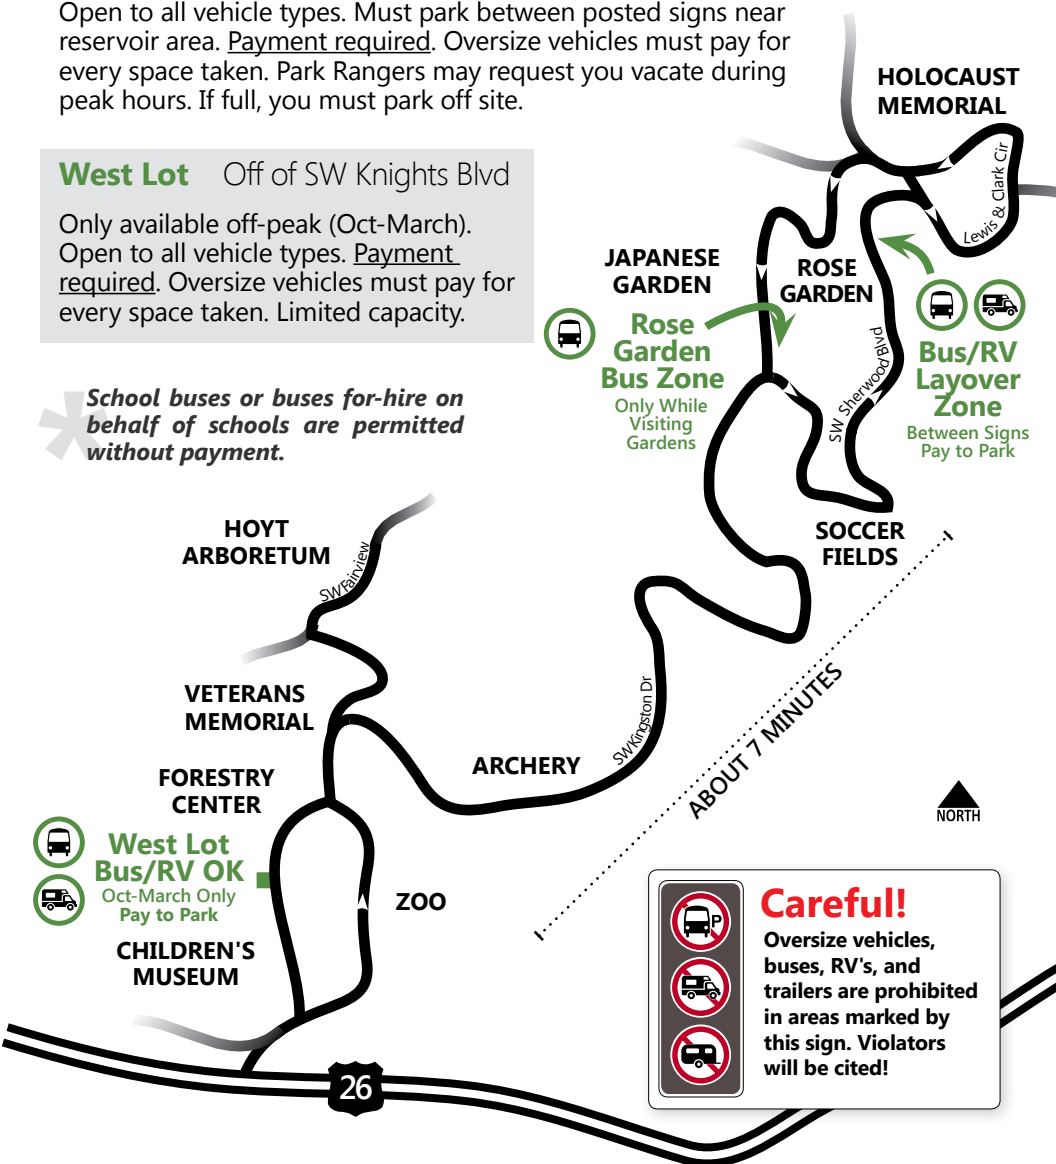 Open to all vehicle types. Must park between posted signs near
reservoir area. Payment required. Oversize vehicles must pay for
every space taken. Park Rangers may request you vacate during
peak hours. If full, you must park off site.
West Lot Off of SW Knights Blvd
Only available off-peak (Oct-March).
Open to all vehicle types. Payment
required. Oversize vehicles must pay for
every space taken. Limited capacity.
*School buses or buses for-hire on
behalf of schools are permitted
without payment.
HOLOCAUST
MEMORIAL
Lewis & Clark Cir
JAPANESE
GARDEN
ROSE
GARDEN
Rose
Garden
Bus Zone
Only While
Visiting
Gardens
SW Sherwood Blvd
Bus/RV
Layover
Zone
Between Signs
Pay to Park
SOCCER
FIELDS
HOYT
ARBORETUM
SW Fairview
VETERANS
MEMORIAL
SW Kingston Dr
ABOUT 7 MINUTES
ARCHERY
FORESTRY
CENTER
NORTH
West Lot
Bus/RV OK
Oct-March Only
Pay to Park
ZOO
CHILDREN'S
MUSEUM
26
P
Careful!
Oversize vehicles,
buses, RV's, and
trailers are prohibited
in areas marked by
this sign. Violators
will be cited!